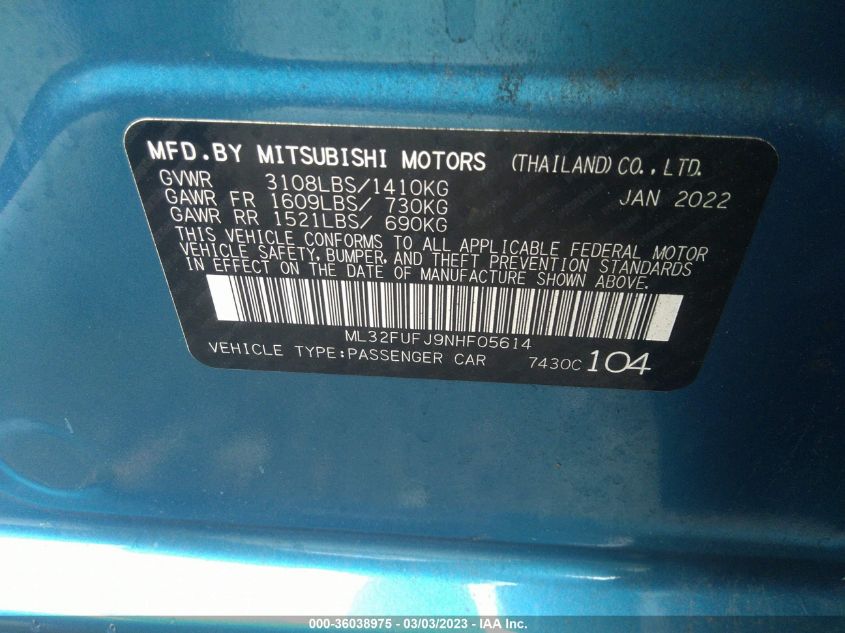 MFD.BY MITSUBISHI MOTORS (THAILAND) CO., LTD.
GVWR 3108LBS/1410KG JAN 2022
GAWR FR 1609LBS/ 730KG
GAWR RR 1521LBS/ 690KG
THIS VEHICLE CONFORMS TO ALL APPLICABLE FEDERAL MOTOR
VEHICLE SAFETY, BUMPER, AND THEFT PREVENTION STANDARDS
IN EFFECT ON THE DATE OF MANUFACTURE SHOWN ABOVE.
ML32FUFJ9NHF05614
VEHICLE TYPE:PASSENGER CAR 7430C 104
000-36038975 - 03/03/2023 - IAA Inc.